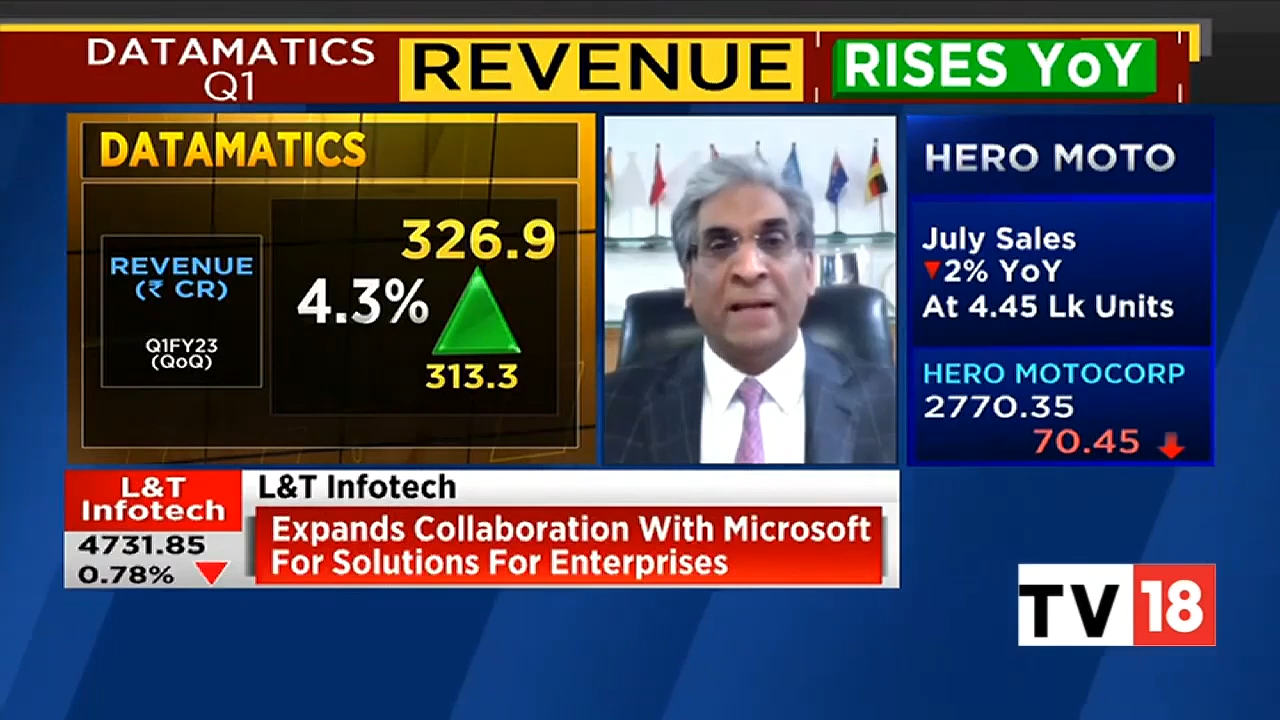 DATAMATICS
Q1
REVENUE
RISES YoY
DATAMATICS
REVENUE
(₹ CR)
Q1FY23
(QoQ)
326.9
4.3%
313.3
HERO MOTO
July Sales
▼2% YoY
At 4.45 Lk Units
HERO MOTOCORP
2770.35
70.45
L&T
Infotech
4731.85
0.78%
L&T Infotech
Expands Collaboration With Microsoft
For Solutions For Enterprises
TV18